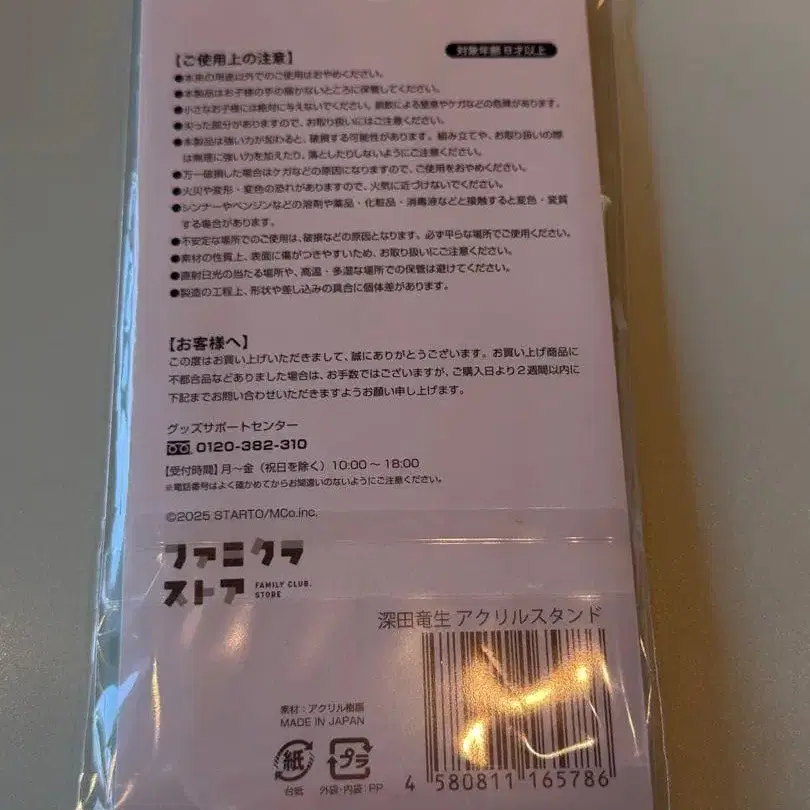 【ご使用上の注意】
対象年齢 8才以上
●本来の用途以外でのご使用はおやめください。
●本製品はお子様の手の届かないところに保管してください。
●小さなお子様には絶対に与えないでください。誤飲による窒息やケガなどの危険があります。
●尖った部分がありますので、お取り扱いにはご注意ください。
●本製品は強い力が加わると、破損する可能性があります。組み立てや、お取り扱いの際
は無理に強い力を加えたり、落としたりしないようにご注意ください。
●万一破損した場合はケガなどの原因になりますので、ご使用をおやめください。
●火災や変形・変色の恐れがありますので、火気に近づけないでください。
●シンナーやベンジンなどの溶剤や薬品・化粧品・消毒液などと接触すると変色・変質
する場合があります。
●不安定な場所でのご使用は、破損などの原因となります。必ず平らな場所でご使用ください。
●素材の性質上、表面に傷がつきやすいため、お取り扱いにご注意ください。
●直射日光の当たる場所や、高温・多湿な場所での保管は避けてください。
●製造の工程上、形状や差し込みの具合に個体差があります。
【お客様へ】
この度はお買い上げいただきまして、誠にありがとうございます。お買い上げ商品に
不都合品などありました場合は、お手数ではございますが、ご購入日より2週間以内に
下記までお問い合わせいただきますようお願い申し上げます。
グッズサポートセンター
0120-382-310
【受付時間】月〜金（祝日を除く）10:00〜18:00
※電話番号はよく確かめてからお間違いのないようにご注意ください。
©2025 STARTO/MCo.inc.
ファミクラ
ストア
FAMILY CLUB.
STORE
深田竜生 アクリルスタンド
素材：アクリル樹脂
MADE IN JAPAN
紙
プラ
台紙
外袋・内袋：PP
4 580811 165786